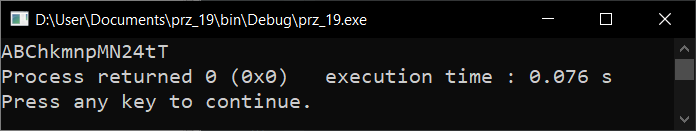 D:\User\Documents\prz_19\bin\Debug\prz_19.exe
ABChkmnpMN24tT
Process returned 0 (0x0)   execution time : 0.076 s
Press any key to continue.